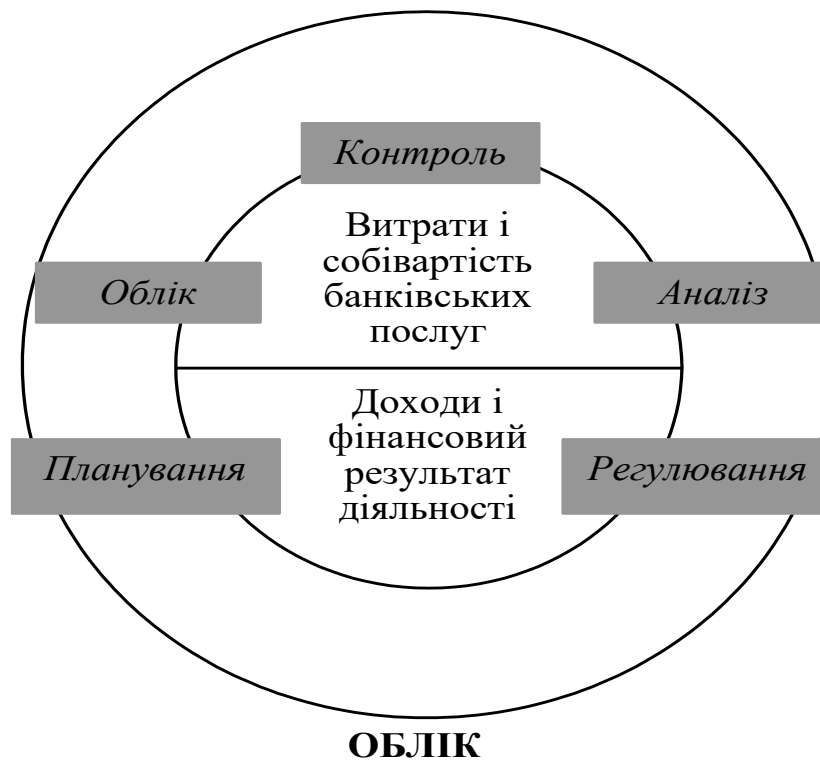 Контроль
Витрати і
собівартість
банківських
послуг
Облік
Аналіз
Доходи і
фінансовий
результат
діяльності
Планування
Регулювання
ОБЛІК